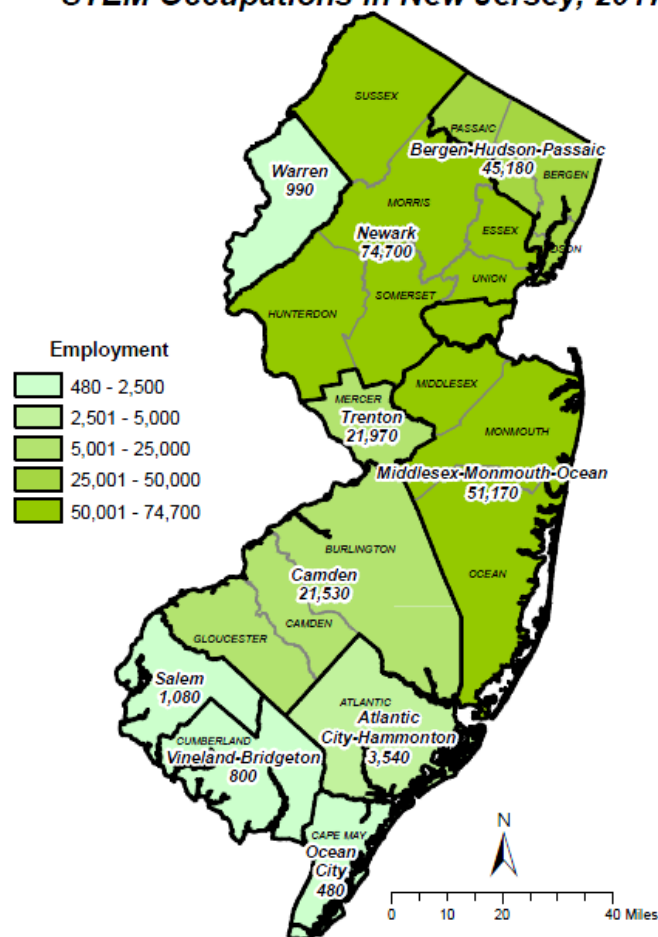 STEM Occupations in New Jersey, 2017
SUSSEX
PASSAIC
Bergen-Hudson-Passaic
45,180
BERGEN
Warren
990
MORRIS
ESSEX
Newark
74,700
UNION
SOMERSET
HUNTERDON
Employment
480 - 2,500
2,501 - 5,000
5,001 - 25,000
25,001 - 50,000
50,001 - 74,700
MIDDLESEX
MERCER
Trenton
21,970
MONMOUTH
Middlesex-Monmouth-Ocean
51,170
BURLINGTON
Camden
21,530
OCEAN
CAMDEN
GLOUCESTER
Salem
1,080
ATLANTIC
Atlantic
City-Hammonton
3,540
CUMBERLAND
Vineland-Bridgeton
800
CAPE MAY
Ocean
City
480
N
0 10 20 40 Miles